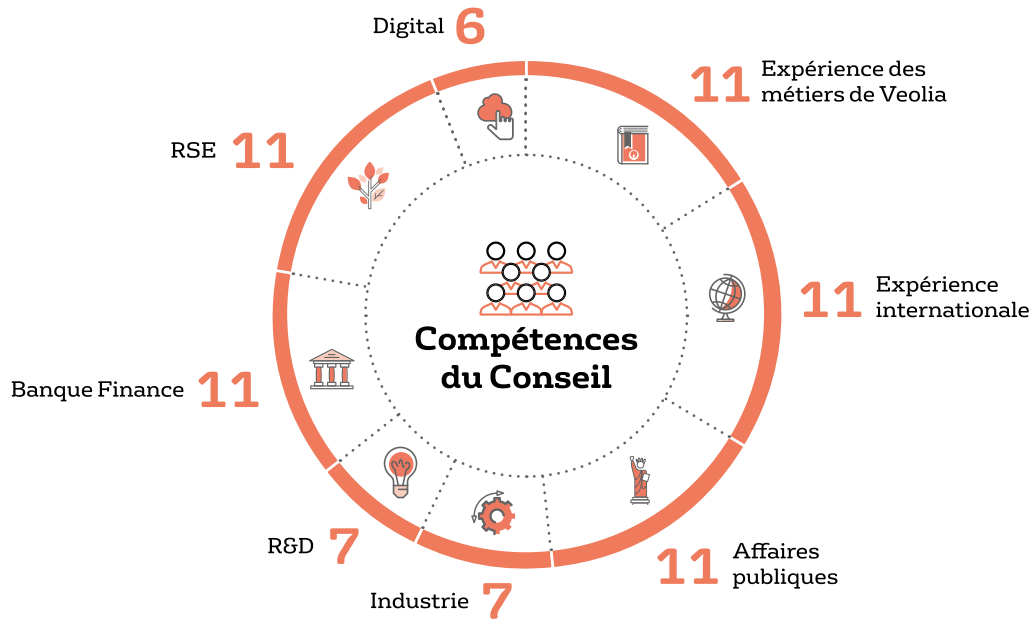 Digital 6
11 Expérience des
métiers de Veolia
RSE 11
11 Expérience
internationale
Compétences
du Conseil
Banque Finance 11
R&D 7
11 Affaires
publiques
Industrie 7